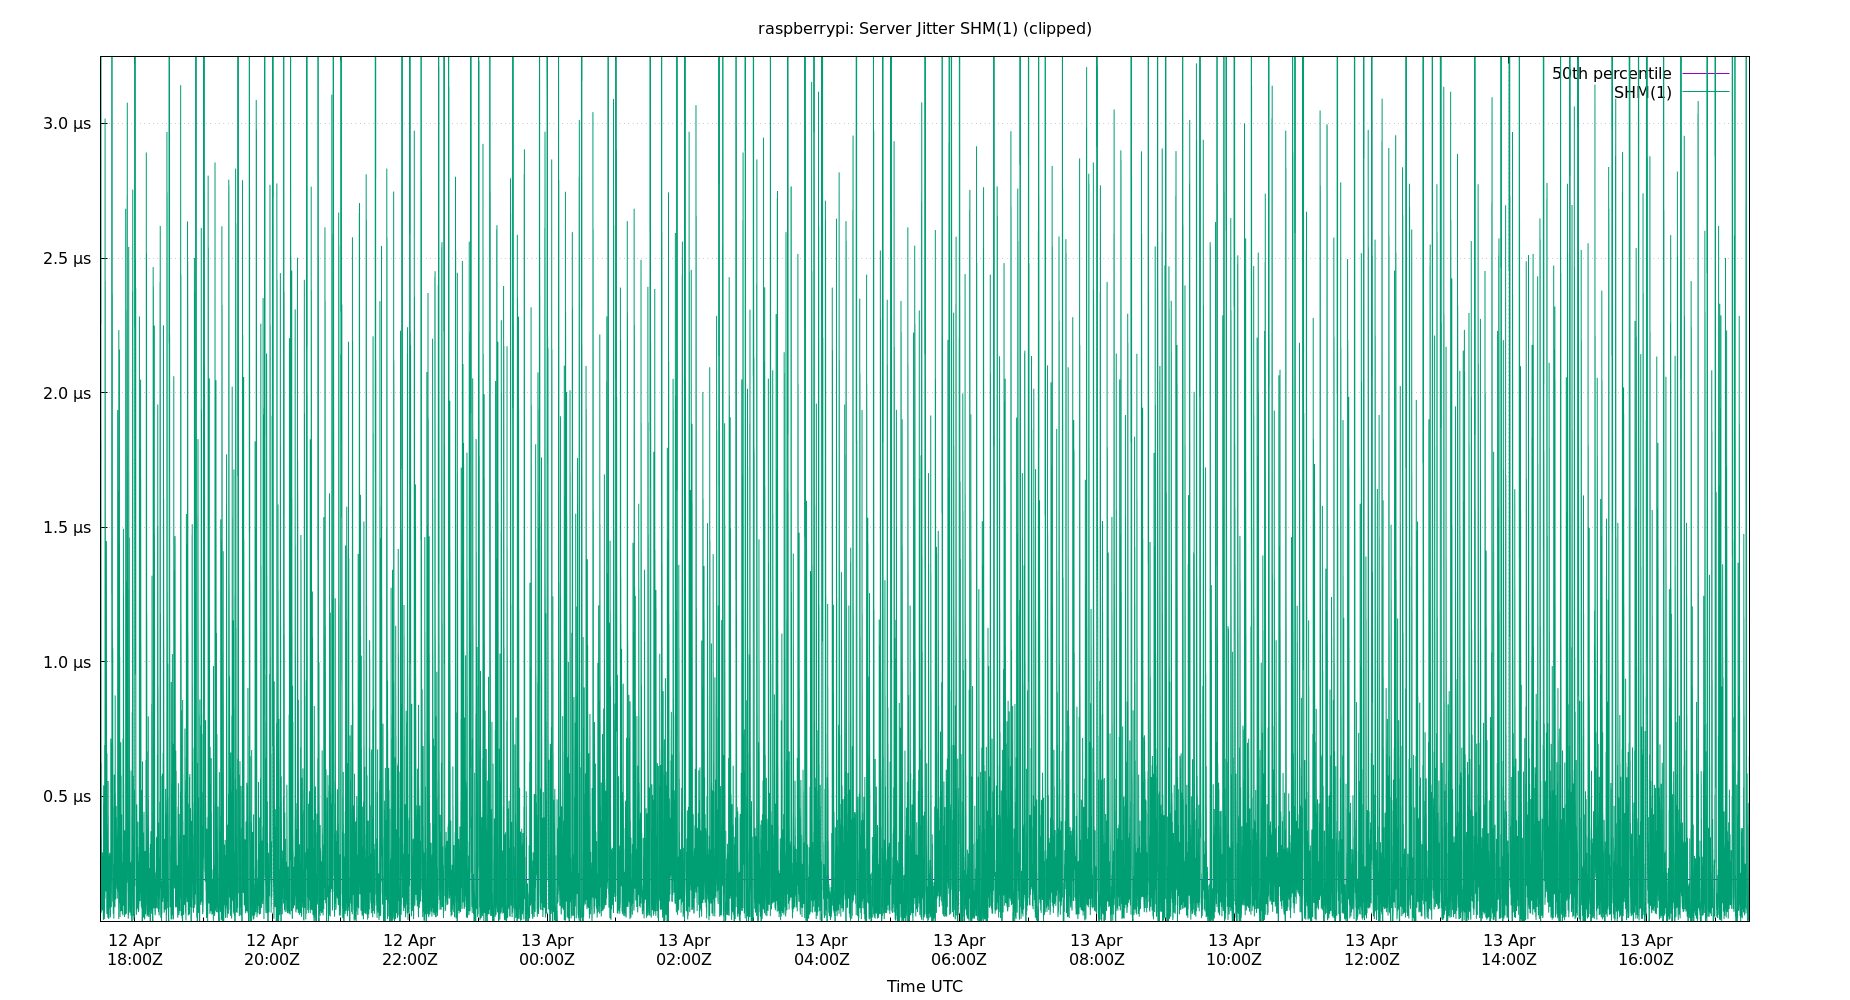 raspberrypi: Server Jitter SHM(1) (clipped)
50th percentile
SHM(1)
3.0 µs
2.5 µs
2.0 µs
1.5 µs
1.0 µs
0.5 µs
12 Apr 12 Apr 12 Apr 13 Apr 13 Apr 13 Apr 13 Apr 13 Apr 13 Apr 13 Apr 13 Apr 13 Apr
18:00Z 20:00Z 22:00Z 00:00Z 02:00Z 04:00Z 06:00Z 08:00Z 10:00Z 12:00Z 14:00Z 16:00Z
Time UTC